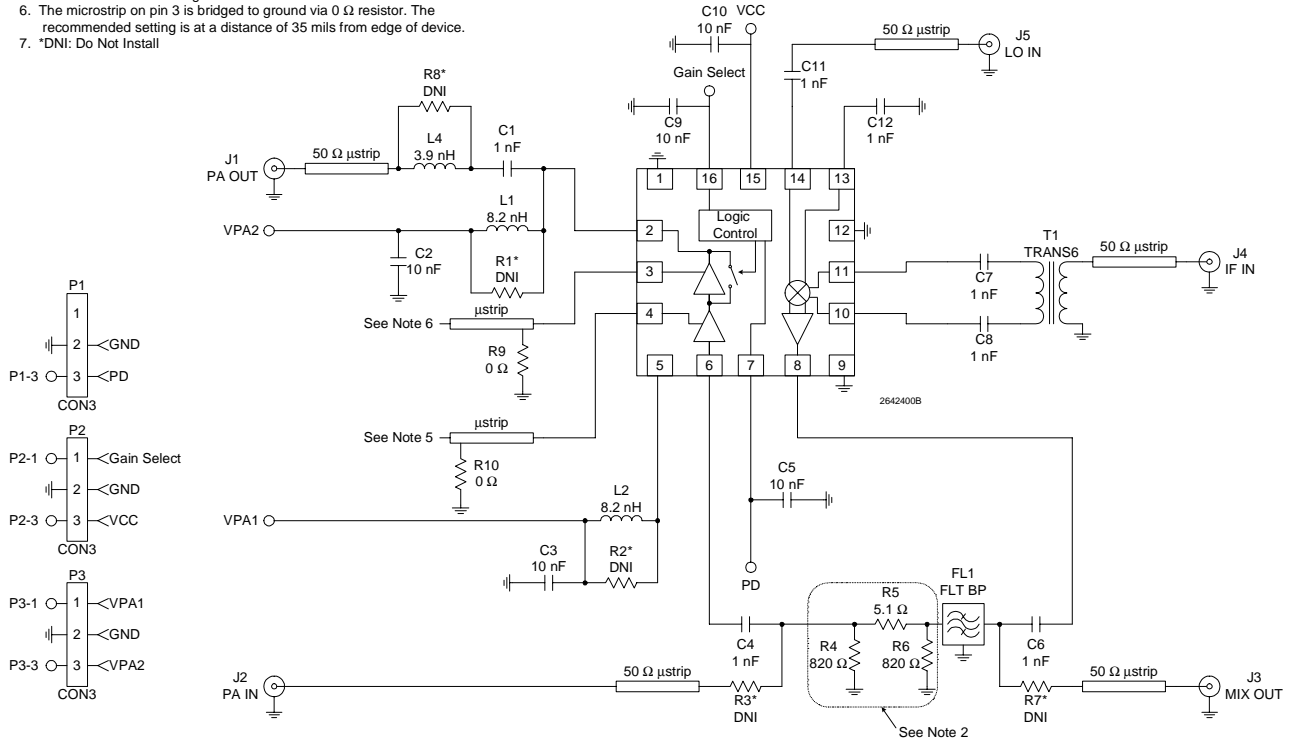 6. The microstrip on pin 3 is bridged to ground via 0 Ω resistor. The
recommended setting is at a distance of 35 mils from edge of device.
7. *DNI: Do Not Install
C10
10 nF
VCC
50 Ω µstrip
J5
LO IN
C11
1 nF
Gain Select
C9
10 nF
C12
1 nF
R8*
DNI
L4
3.9 nH
C1
1 nF
J1
PA OUT
50 Ω µstrip
1
16
15
14
13
L1
8.2 nH
VPA2
C2
10 nF
R1*
DNI
2
3
4
Logic
Control
12
11
10
T1
TRANS6
50 Ω µstrip
J4
IF IN
C7
1 nF
C8
1 nF
µstrip
See Note 6
R9
0 Ω
5
6
7
8
9
2642400B
P1
1
2
GND
P1-3
3
PD
CON3
µstrip
See Note 5
R10
0 Ω
P2
P2-1
1
Gain Select
2
GND
P2-3
3
VCC
CON3
C5
10 nF
L2
8.2 nH
VPA1
C3
10 nF
R2*
DNI
PD
P3
P3-1
1
VPA1
2
GND
P3-3
3
VPA2
CON3
R5
5.1 Ω
FL1
FLT BP
R4
820 Ω
R6
820 Ω
C4
1 nF
C6
1 nF
J2
PA IN
50 Ω µstrip
R3*
DNI
R7*
DNI
50 Ω µstrip
J3
MIX OUT
See Note 2